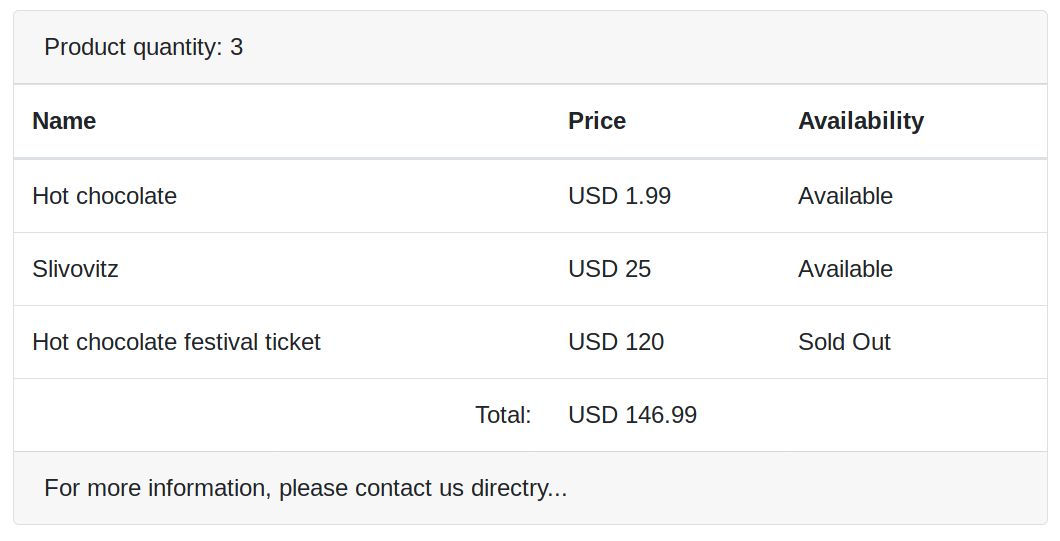 Product quantity: 3
Name Price Availability
Hot chocolate USD 1.99 Available
Slivovitz USD 25 Available
Hot chocolate festival ticket USD 120 Sold Out
Total: USD 146.99
For more information, please contact us directry...